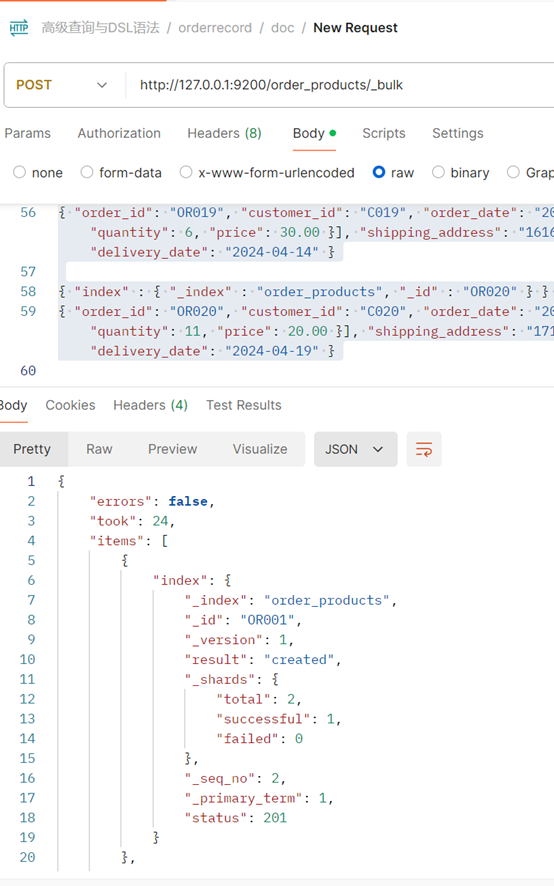 HTTP 高级查询与DSL语法 / orderrecord / doc / New Request
POST http://127.0.0.1:9200/order_products/_bulk
Params Authorization Headers (8) Body Scripts Settings
none form-data x-www-form-urlencoded raw binary Grap
56 { "order_id": "OR019", "customer_id": "C019", "order_date": "20
"quantity": 6, "price": 30.00 }], "shipping_address": "1616
"delivery_date": "2024-04-14" }
57
58 { "index" : { "_index" : "order_products", "_id" : "OR020" } }
59 { "order_id": "OR020", "customer_id": "C020", "order_date": "20
"quantity": 11, "price": 20.00 }], "shipping_address": "171
"delivery_date": "2024-04-19" }
60
Body Cookies Headers (4) Test Results
Pretty Raw Preview Visualize JSON
1 {
2 "errors": false,
3 "took": 24,
4 "items": [
5 {
6 "index": {
7 "_index": "order_products",
8 "_id": "OR001",
9 "_version": 1,
10 "result": "created",
11 "_shards": {
12 "total": 2,
13 "successful": 1,
14 "failed": 0
15 },
16 "_seq_no": 2,
17 "_primary_term": 1,
18 "status": 201
19 }
20 },